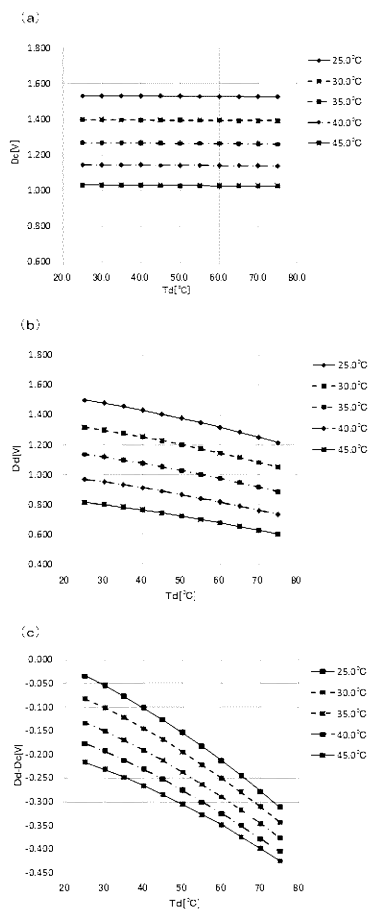 (a)
1.800
1.600
1.400
1.200
1.000
0.800
0.600
Dc[V]
20.0 30.0 40.0 50.0 60.0 70.0 80.0
Td[°C]
25.0°C
30.0°C
35.0°C
40.0°C
45.0°C
(b)
1.800
1.600
1.400
1.200
1.000
0.800
0.600
0.400
Dd[V]
20 30 40 50 60 70 80
Td[°C]
25.0°C
30.0°C
35.0°C
40.0°C
45.0°C
(c)
0.000
-0.050
-0.100
-0.150
-0.200
-0.250
-0.300
-0.350
-0.400
-0.450
Dd-Dc[V]
20 30 40 50 60 70 80
Td[°C]
25.0°C
30.0°C
35.0°C
40.0°C
45.0°C